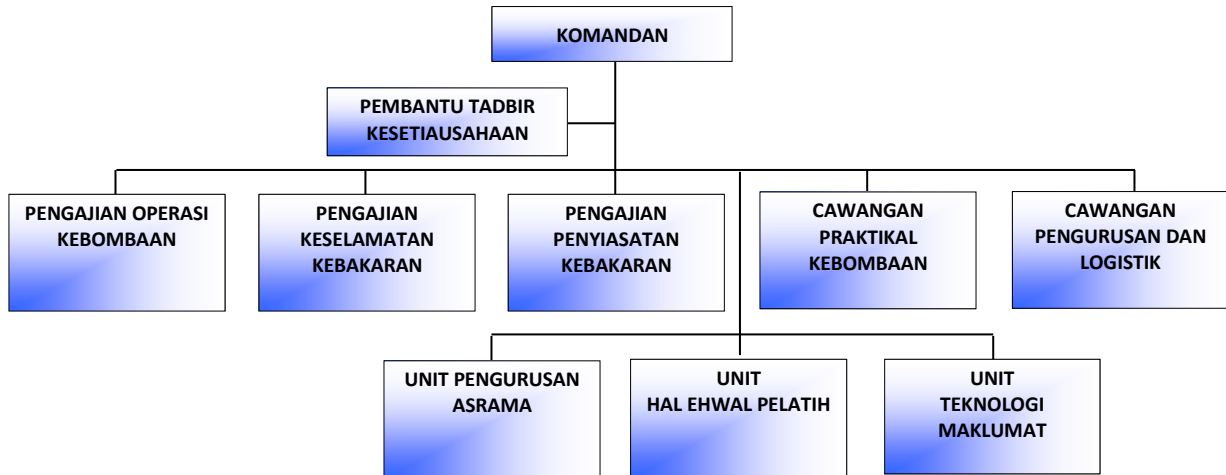 KOMANDAN
PEMBANTU TADBIR
KESETIAUSAHAAN
PENGAJIAN OPERASI
KEBOMBAAN
PENGAJIAN
KESELAMATAN
KEBAKARAN
PENGAJIAN
PENYIASATAN
KEBAKARAN
CAWANGAN
PRAKTIKAL
KEBOMBAAN
CAWANGAN
PENGURUSAN DAN
LOGISTIK
UNIT PENGURUSAN
ASRAMA
UNIT
HAL EHWAL PELATIH
UNIT
TEKNOLOGI
MAKLUMAT